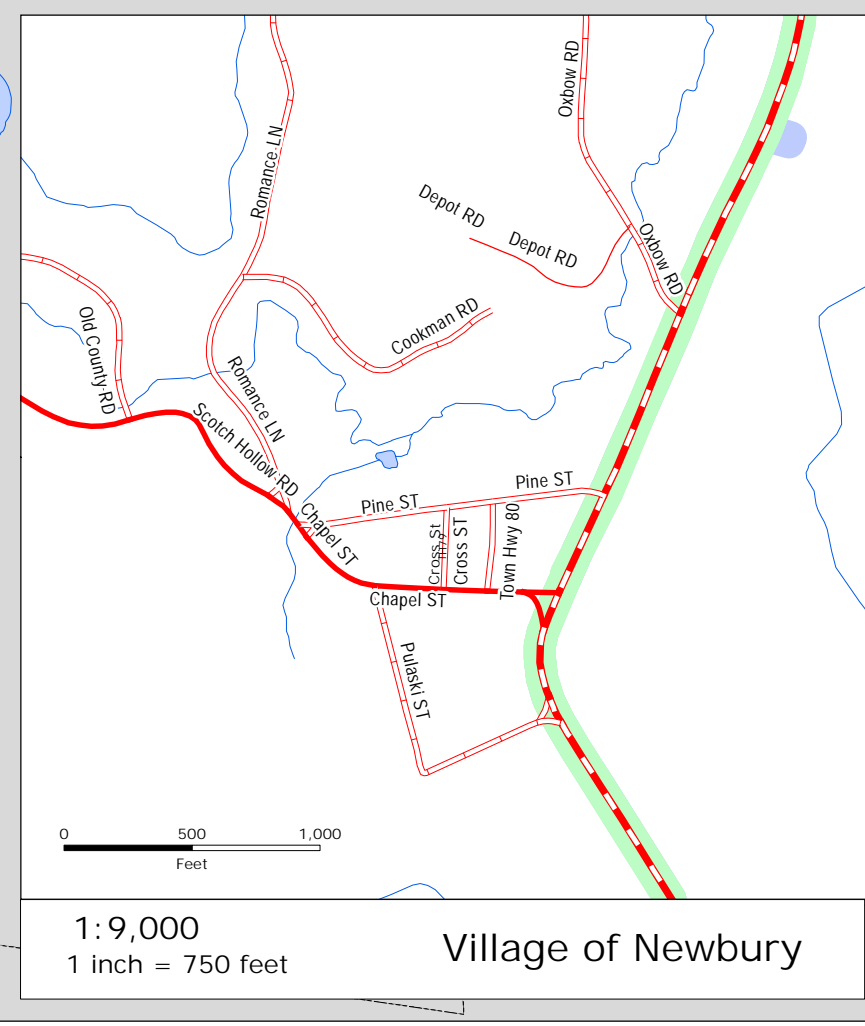 Oxbow RD
Romance LN
Depot RD
Depot RD
Oxbow RD
Old County RD
Cookman RD
Romance LN
Scotch Hollow RD
Pine ST
Pine ST
Chapel ST
Cross St
Cross ST
Town Hwy 80
Chapel ST
Pulaski ST
0 500 1,000
Feet
1:9,000
1 inch = 750 feet
Village of Newbury